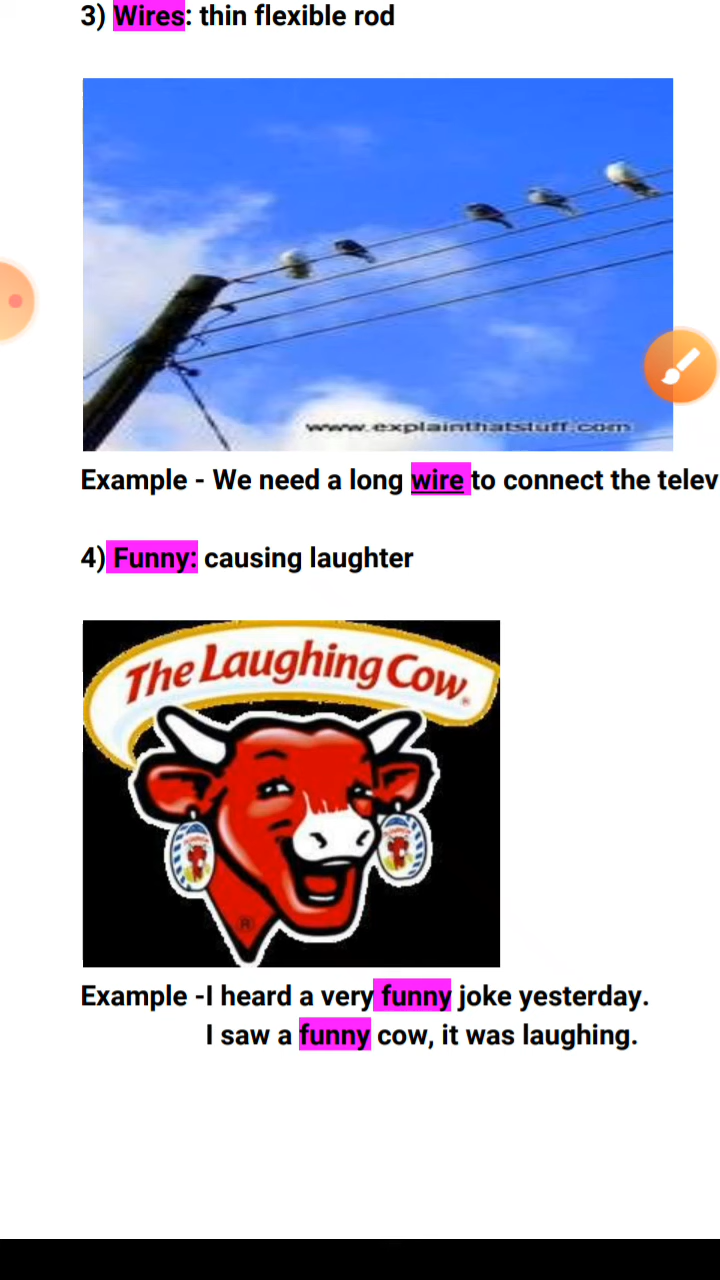 3) Wires: thin flexible rod
www.explainthatstuff.com
Example - We need a long wire to connect the telev
4) Funny: causing laughter
The Laughing Cow
Example -I heard a very funny joke yesterday.
I saw a funny cow, it was laughing.